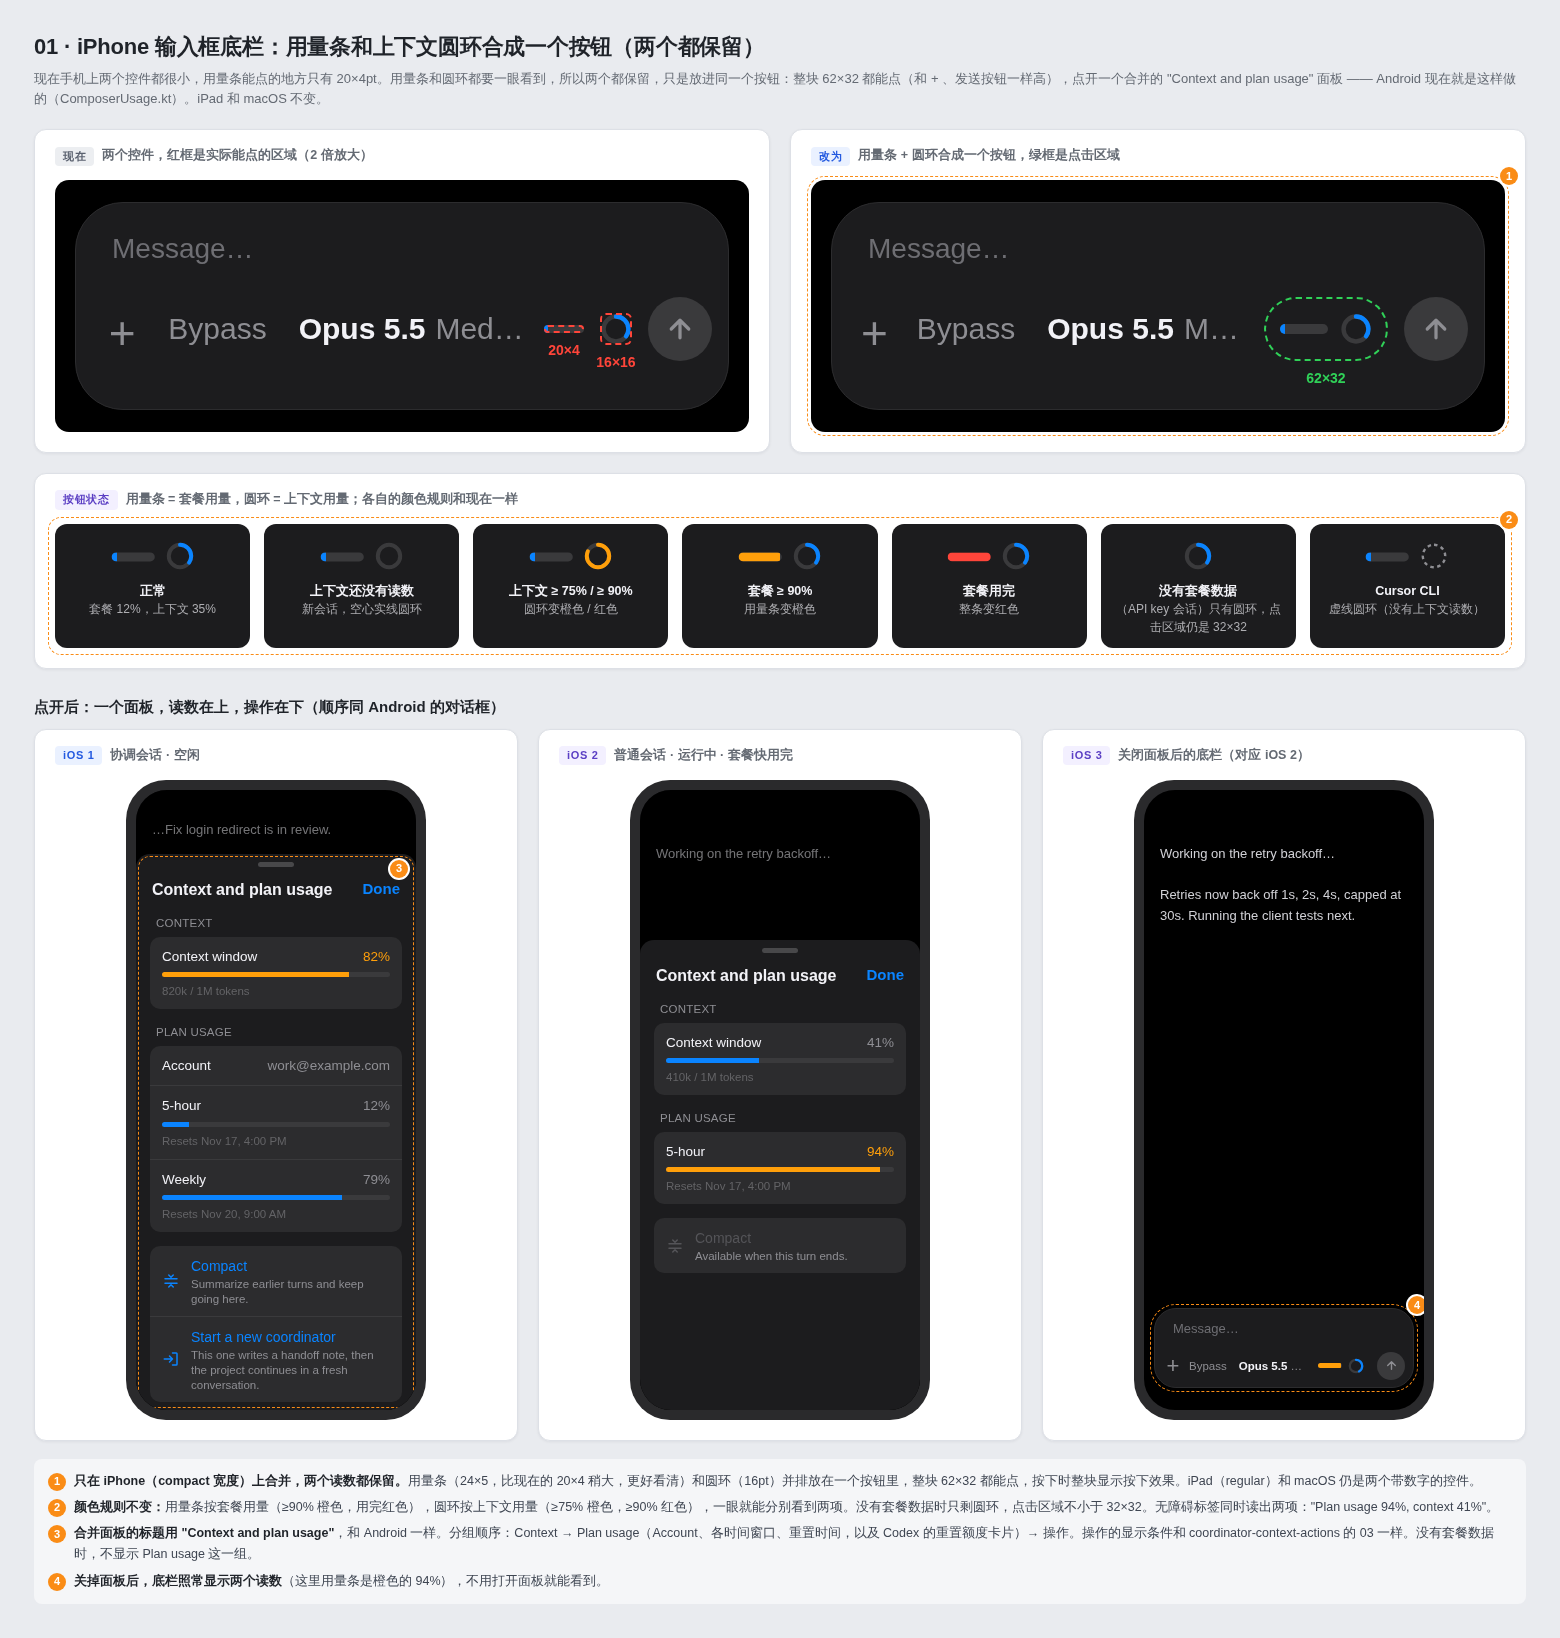 01 · iPhone 输入框底栏：用量条和上下文圆环合成一个按钮（两个都保留）
现在手机上两个控件都很小，用量条能点的地方只有 20×4pt。用量条和圆环都要一眼看到，所以两个都保留，只是放进同一个按钮：整块 62×32 都能点（和 + 、发送按钮一样高），点开一个合并的 "Context and plan usage" 面板 —— Android 现在就是这样做
的（ComposerUsage.kt）。iPad 和 macOS 不变。
现在 两个控件，红框是实际能点的区域（2 倍放大）
Message…
+ Bypass Opus 5.5 Med…
20×4
16×16
改为 用量条 + 圆环合成一个按钮，绿框是点击区域
1
Message…
+ Bypass Opus 5.5 M…
62×32
按钮状态 用量条 = 套餐用量，圆环 = 上下文用量；各自的颜色规则和现在一样
2
正常
套餐 12%，上下文 35%
上下文还没有读数
新会话，空心实线圆环
上下文 ≥ 75% / ≥ 90%
圆环变橙色 / 红色
套餐 ≥ 90%
用量条变橙色
套餐用完
整条变红色
没有套餐数据
（API key 会话）只有圆环，点
击区域仍是 32×32
Cursor CLI
虚线圆环（没有上下文读数）
点开后：一个面板，读数在上，操作在下（顺序同 Android 的对话框）
iOS 1 协调会话 · 空闲
…Fix login redirect is in review.
3
Context and plan usage Done
CONTEXT
Context window 82%
820k / 1M tokens
PLAN USAGE
Account work@example.com
5-hour 12%
Resets Nov 17, 4:00 PM
Weekly 79%
Resets Nov 20, 9:00 AM
Compact
Summarize earlier turns and keep
going here.
Start a new coordinator
This one writes a handoff note, then
the project continues in a fresh
conversation.
iOS 2 普通会话 · 运行中 · 套餐快用完
Working on the retry backoff…
Context and plan usage Done
CONTEXT
Context window 41%
410k / 1M tokens
PLAN USAGE
5-hour 94%
Resets Nov 17, 4:00 PM
Compact
Available when this turn ends.
iOS 3 关闭面板后的底栏（对应 iOS 2）
Working on the retry backoff…
Retries now back off 1s, 2s, 4s, capped at
30s. Running the client tests next.
4
Message…
+ Bypass Opus 5.5 …
1 只在 iPhone（compact 宽度）上合并，两个读数都保留。用量条（24×5，比现在的 20×4 稍大，更好看清）和圆环（16pt）并排放在一个按钮里，整块 62×32 都能点，按下时整块显示按下效果。iPad（regular）和 macOS 仍是两个带数字的控件。
2 颜色规则不变：用量条按套餐用量（≥90% 橙色，用完红色），圆环按上下文用量（≥75% 橙色，≥90% 红色），一眼就能分别看到两项。没有套餐数据时只剩圆环，点击区域不小于 32×32。无障碍标签同时读出两项："Plan usage 94%, context 41%"。
3 合并面板的标题用 "Context and plan usage"，和 Android 一样。分组顺序：Context → Plan usage（Account、各时间窗口、重置时间，以及 Codex 的重置额度卡片）→ 操作。操作的显示条件和 coordinator-context-actions 的 03 一样。没有套餐数据
时，不显示 Plan usage 这一组。
4 关掉面板后，底栏照常显示两个读数（这里用量条是橙色的 94%），不用打开面板就能看到。